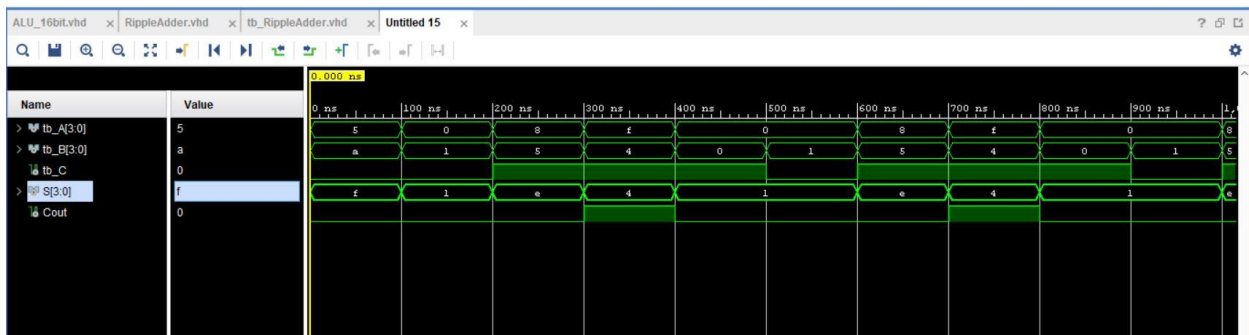 ALU_16bit.vhd × RippleAdder.vhd × tb_RippleAdder.vhd × Untitled 15 ×
0.000 ns
Name Value
0 ns 100 ns 200 ns 300 ns 400 ns 500 ns 600 ns 700 ns 800 ns 900 ns 1,
tb_A[3:0] 5 5 0 8 f 0 8 f 0 8
tb_B[3:0] a a 1 5 4 0 1 5 4 0 1 5
tb_C 0
S[3:0] f f 1 e 4 1 e 4 1 e
Cout 0